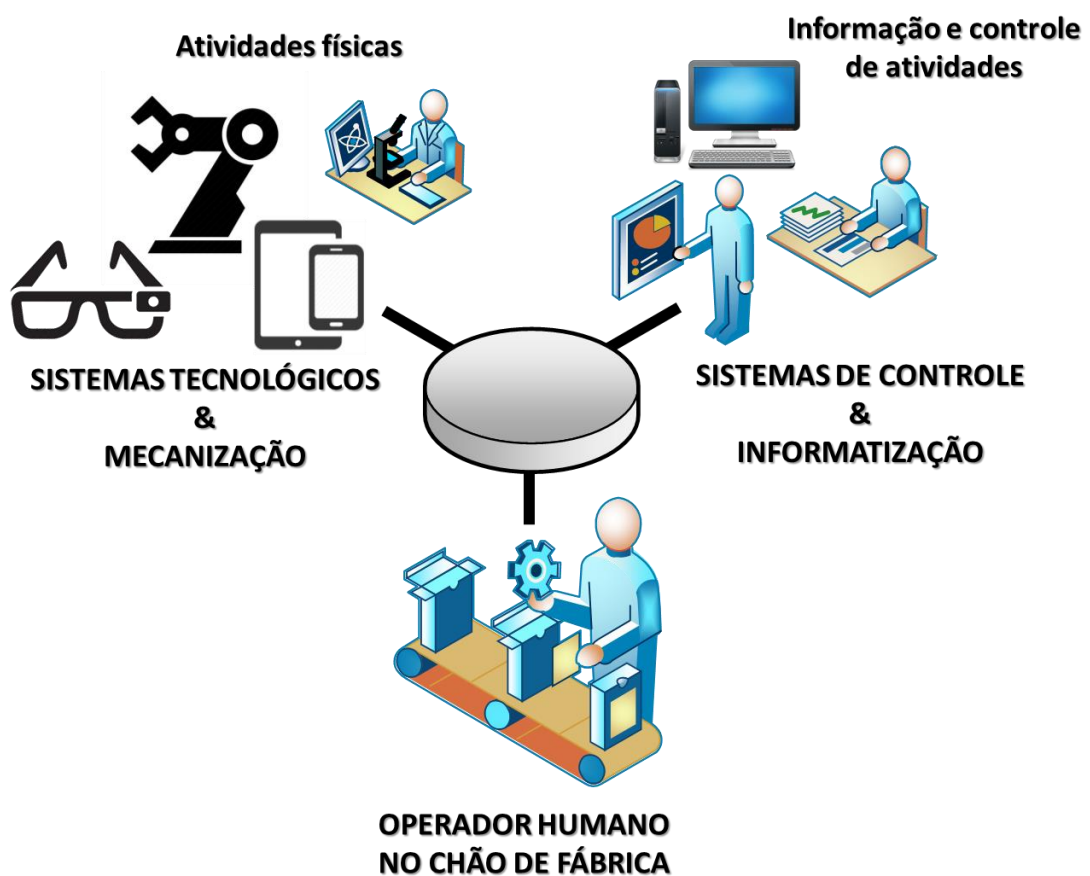 Atividades físicas
Informação e controle
de atividades
SISTEMAS TECNOLÓGICOS
&
MECANIZAÇÃO
SISTEMAS DE CONTROLE
&
INFORMATIZAÇÃO
OPERADOR HUMANO
NO CHÃO DE FÁBRICA